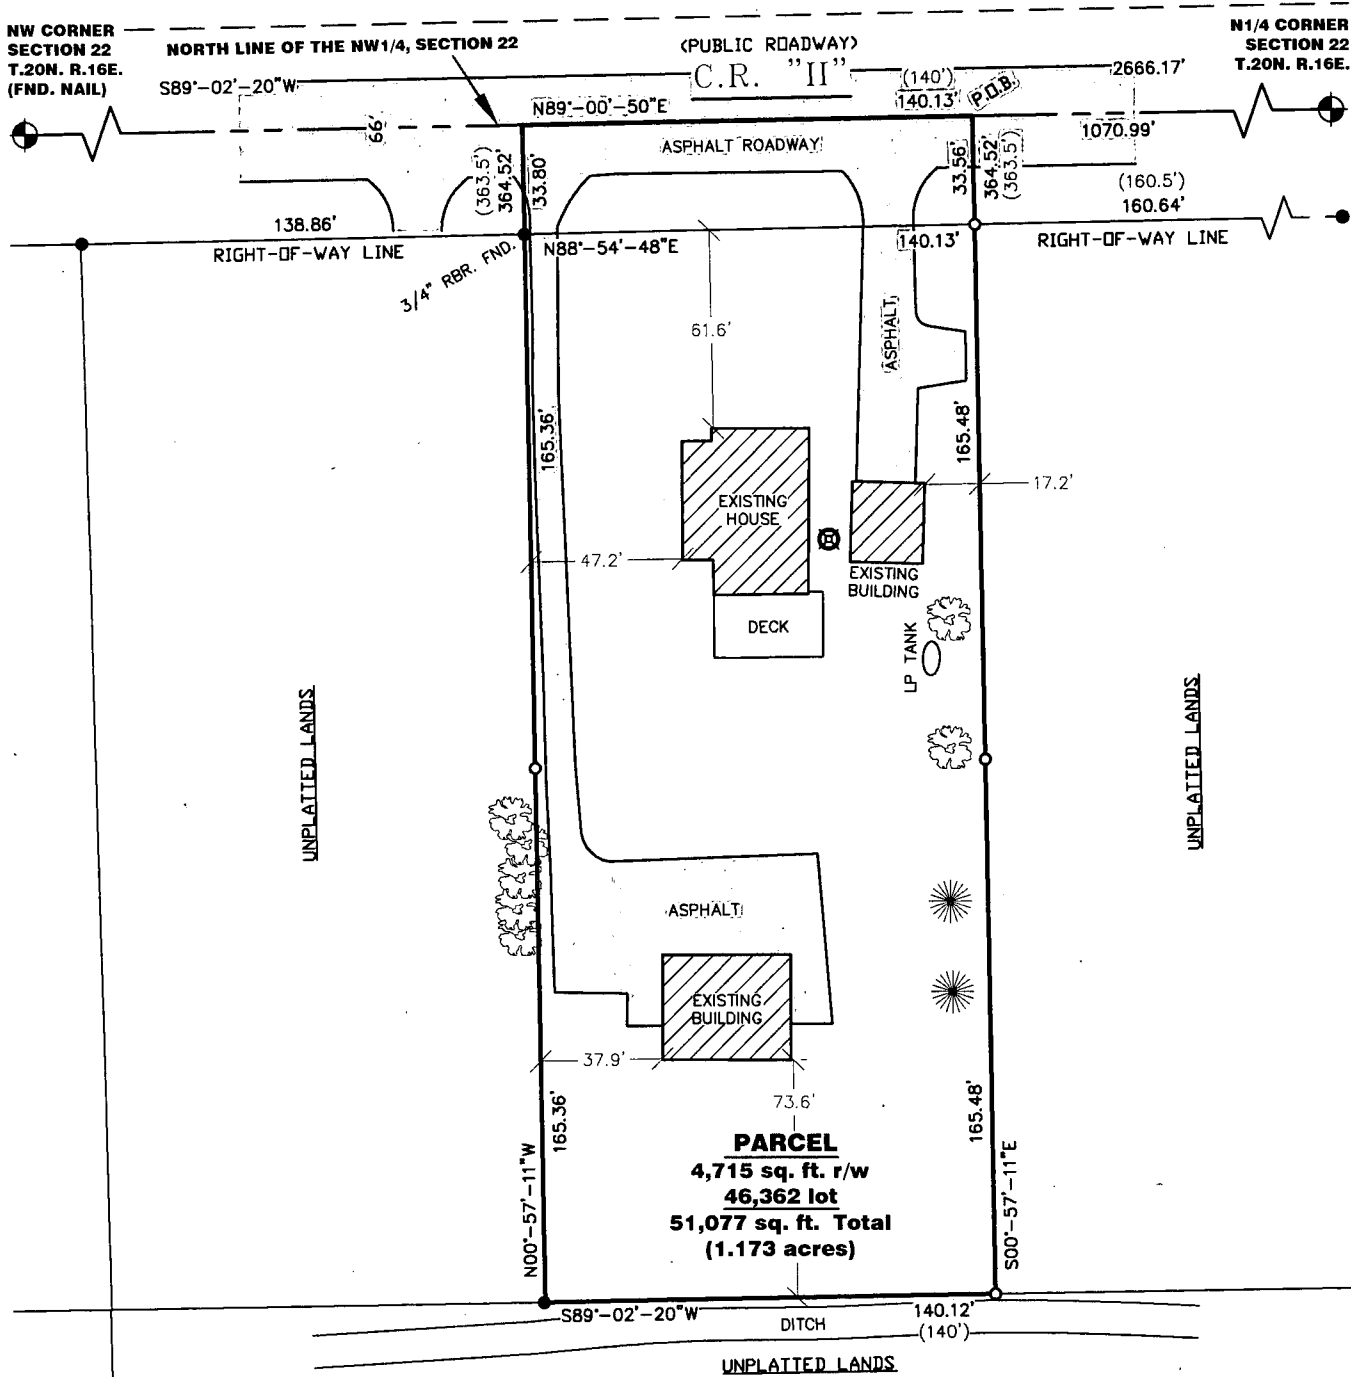 NW CORNER
SECTION 22
T.20N. R.16E.
(FND. NAIL)
NORTH LINE OF THE NW1/4, SECTION 22
(PUBLIC ROADWAY)
C.R. "II"
N1/4 CORNER
SECTION 22
T.20N. R.16E.
S89°-02'-20"W
2666.17'
(140')
140.13'
P.O.B.
N89°-00'-50"E
66'
ASPHALT ROADWAY
1070.99'
(363.5')
364.52'
33.80'
33.56'
364.52'
(363.5')
(160.5')
160.64'
138.86'
RIGHT-OF-WAY LINE
3/4" RBR. FND.
N88°-54'-48"E
140.13'
RIGHT-OF-WAY LINE
61.6'
ASPHALT
165.36'
165.48'
EXISTING
HOUSE
17.2'
47.2'
EXISTING
BUILDING
DECK
LP TANK
UNPLATTED LANDS
UNPLATTED LANDS
ASPHALT
EXISTING
BUILDING
37.9'
73.6'
165.36'
165.48'
PARCEL
4,715 sq. ft. r/w
46,362 lot
51,077 sq. ft. Total
(1.173 acres)
N00°-57'-11"W
S00°-57'-11"E
S89°-02'-20"W
140.12'
DITCH
(140')
UNPLATTED LANDS